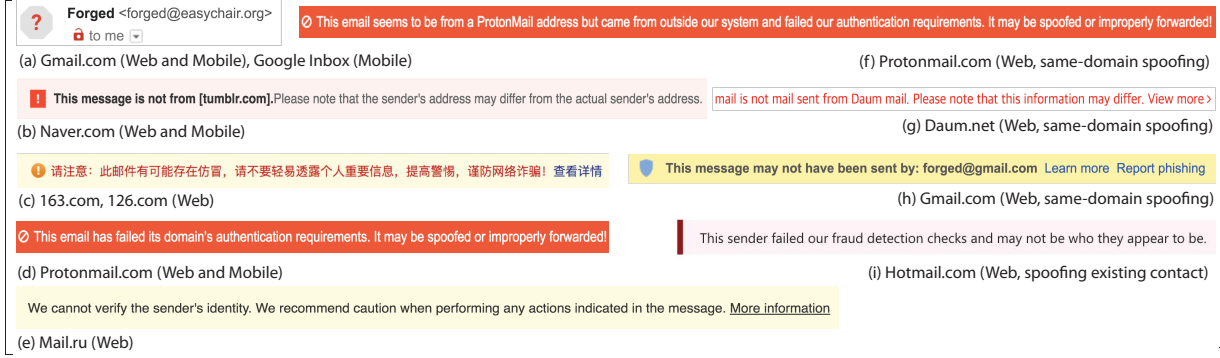 Forged <forged@easychair.org>
to me
(a) Gmail.com (Web and Mobile), Google Inbox (Mobile)
This message is not from [tumblr.com].Please note that the sender's address may differ from the actual sender's address.
(b) Naver.com (Web and Mobile)
请注意：此邮件有可能存在仿冒，请不要轻易透露个人重要信息，提高警惕，谨防网络诈骗！查看详情
(c) 163.com, 126.com (Web)
This email has failed its domain's authentication requirements. It may be spoofed or improperly forwarded!
(d) Protonmail.com (Web and Mobile)
We cannot verify the sender's identity. We recommend caution when performing any actions indicated in the message. More information
(e) Mail.ru (Web)
This email seems to be from a ProtonMail address but came from outside our system and failed our authentication requirements. It may be spoofed or improperly forwarded!
(f) Protonmail.com (Web, same-domain spoofing)
mail is not mail sent from Daum mail. Please note that this information may differ. View more >
(g) Daum.net (Web, same-domain spoofing)
This message may not have been sent by: forged@gmail.com Learn more Report phishing
(h) Gmail.com (Web, same-domain spoofing)
This sender failed our fraud detection checks and may not be who they appear to be.
(i) Hotmail.com (Web, spoofing existing contact)